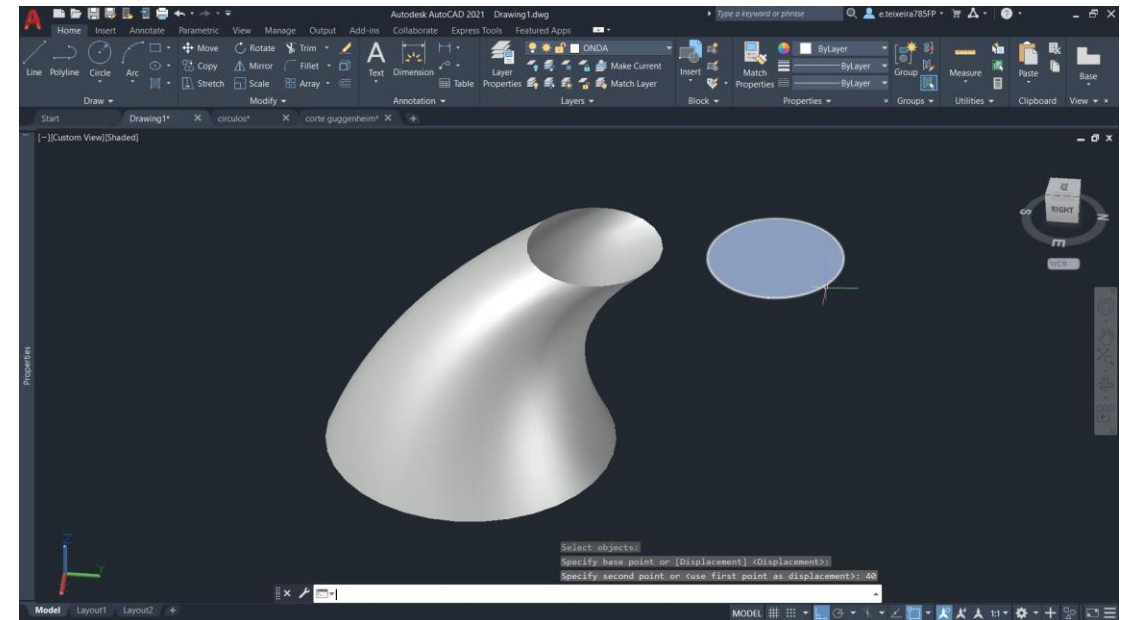 Autodesk AutoCAD 2021 Drawing1.dwg
Type a keyword or phrase
e.teixeira785FP
Home Insert Annotate Parametric View Manage Output Add-ins Collaborate Express Tools Featured Apps
Move Rotate Trim ONDA ByLayer
Copy Mirror Fillet Make Current ByLayer
Line Polyline Circle Arc Text Dimension Layer Properties Insert Match Properties Group Measure Paste Base
Stretch Scale Array Table Match Layer ByLayer
Draw Modify Annotation Layers Block Properties Groups Utilities Clipboard View
Start Drawing1* circulos* corte guggenheim*
[−][Custom View][Shaded]
RIGHT
S N
E
WCS
Properties
Z
Y
Select objects:
Specify base point or [Displacement] <Displacement>:
Specify second point or <use first point as displacement>: 40
Model Layout1 Layout2 +
MODEL 1:1